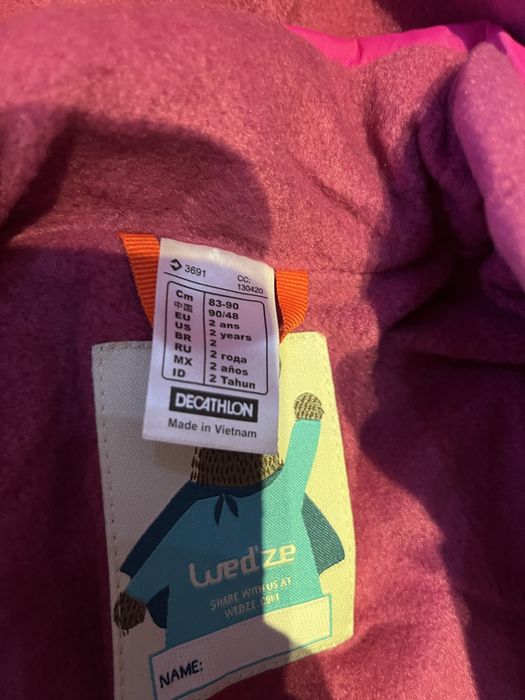 3691 CC: 130420
Cm 83-90
中国 90/48
EU 2 ans
US 2 years
BR 2
RU 2 года
MX 2 años
ID 2 Tahun
DECATHLON
Made in Vietnam
Wed'ze
SHARE WITH US AT
WEDZE.COM
NAME: